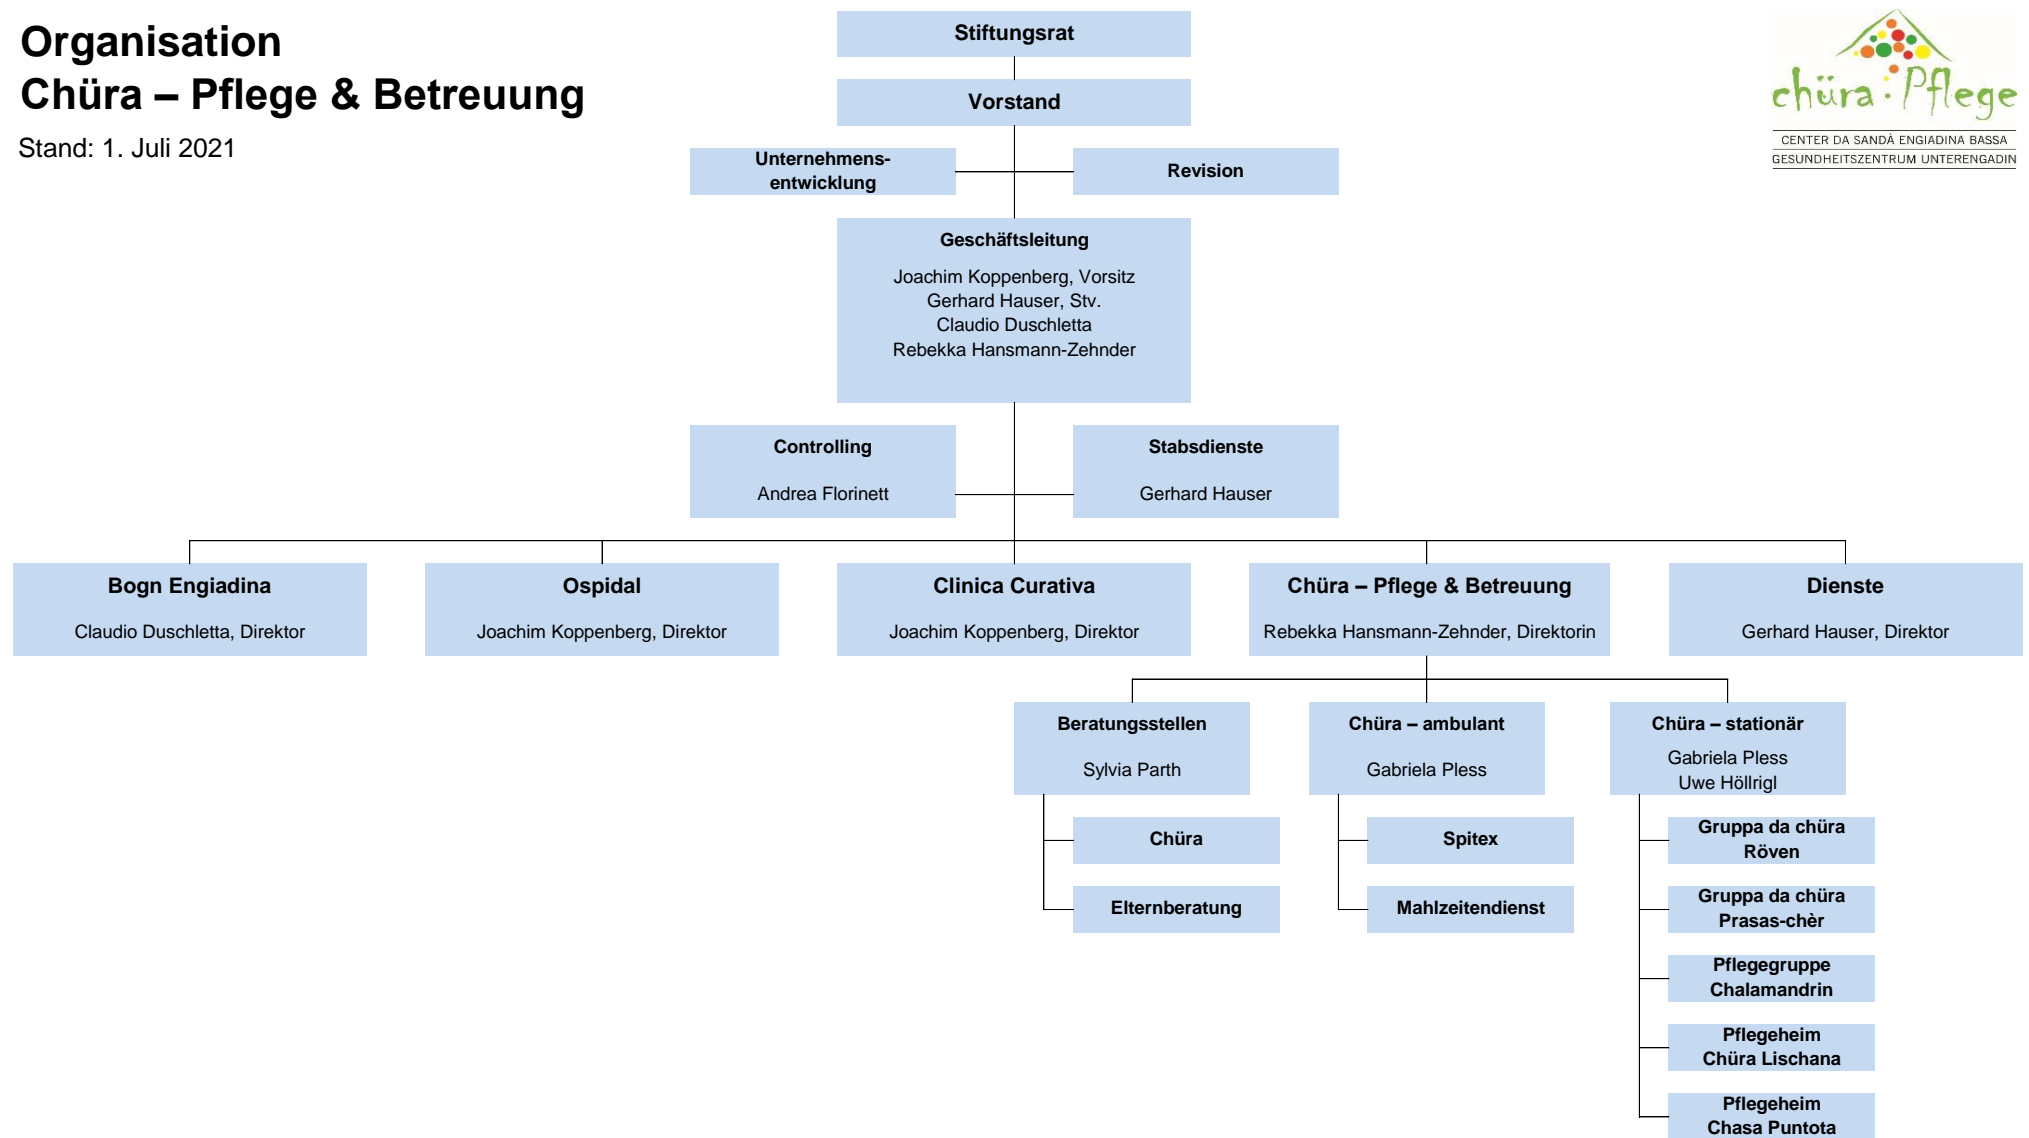 Organisation
Chüra – Pflege & Betreuung
Stand: 1. Juli 2021
chüra · Pflege
CENTER DA SANDÀ ENGIADINA BASSA
GESUNDHEITSZENTRUM UNTERENGADIN
Stiftungsrat
Vorstand
Unternehmens-
entwicklung
Revision
Geschäftsleitung
Joachim Koppenberg, Vorsitz
Gerhard Hauser, Stv.
Claudio Duschletta
Rebekka Hansmann-Zehnder
Controlling
Andrea Florinett
Stabsdienste
Gerhard Hauser
Bogn Engiadina
Claudio Duschletta, Direktor
Ospidal
Joachim Koppenberg, Direktor
Clinica Curativa
Joachim Koppenberg, Direktor
Chüra – Pflege & Betreuung
Rebekka Hansmann-Zehnder, Direktorin
Dienste
Gerhard Hauser, Direktor
Beratungsstellen
Sylvia Parth
Chüra
Elternberatung
Chüra – ambulant
Gabriela Pless
Spitex
Mahlzeitendienst
Chüra – stationär
Gabriela Pless
Uwe Höllrigl
Gruppa da chüra
Röven
Gruppa da chüra
Prasas-chèr
Pflegegruppe
Chalamandrin
Pflegeheim
Chüra Lischana
Pflegeheim
Chasa Puntota